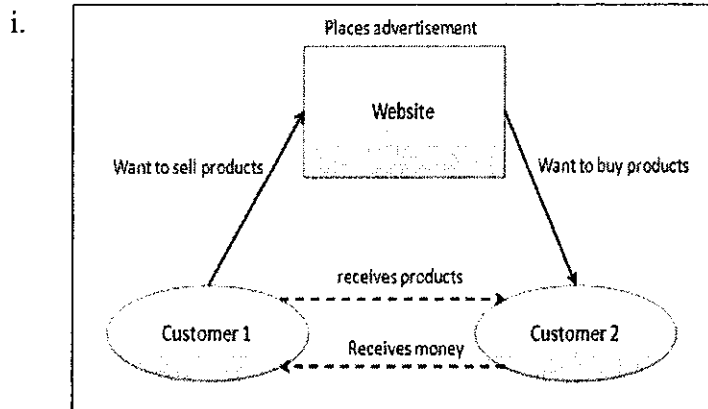 i.
Places advertisement
Website
Want to sell products
Want to buy products
receives products
Customer 1
Customer 2
Receives money